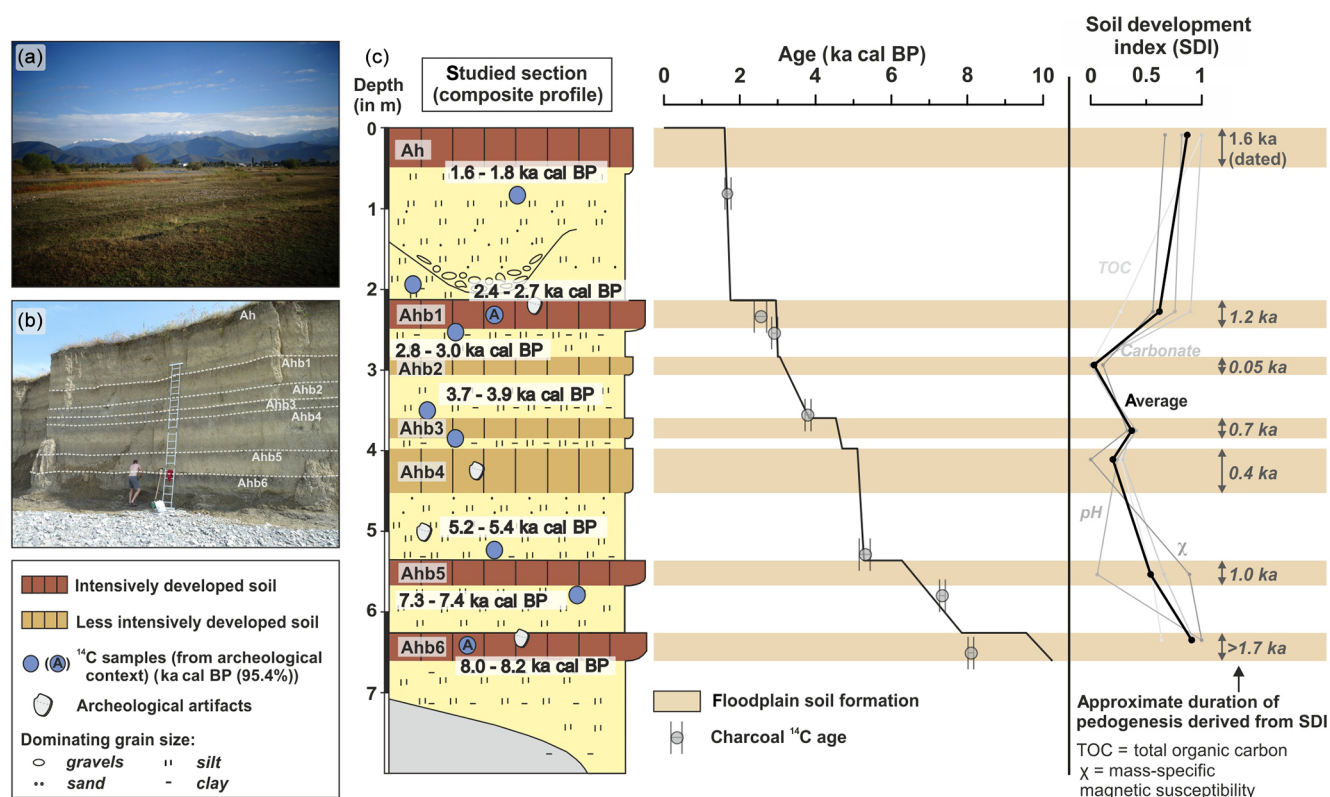 (a)
(b)
Ah
Ahb1
Ahb2
Ahb3
Ahb4
Ahb5
Ahb6
Intensively developed soil
Less intensively developed soil
¹⁴C samples (from archeological
(A) context) (ka cal BP (95.4%))
Archeological artifacts
Dominating grain size:
gravels
silt
sand
clay
(c)
Studied section
(composite profile)
Depth
(in m)
0
1
2
3
4
5
6
7
Ah
1.6 - 1.8 ka cal BP
2.4 - 2.7 ka cal BP
Ahb1
A
2.8 - 3.0 ka cal BP
Ahb2
3.7 - 3.9 ka cal BP
Ahb3
Ahb4
5.2 - 5.4 ka cal BP
Ahb5
7.3 - 7.4 ka cal BP
Ahb6
A
8.0 - 8.2 ka cal BP
Age (ka cal BP)
0 2 4 6 8 10
Floodplain soil formation
Charcoal ¹⁴C age
Soil development
index (SDI)
0 0.5 1
1.6 ka
(dated)
TOC
1.2 ka
Carbonate
0.05 ka
Average
0.7 ka
0.4 ka
pH
χ
1.0 ka
>1.7 ka
Approximate duration of
pedogenesis derived from SDI
TOC = total organic carbon
χ = mass-specific
magnetic susceptibility